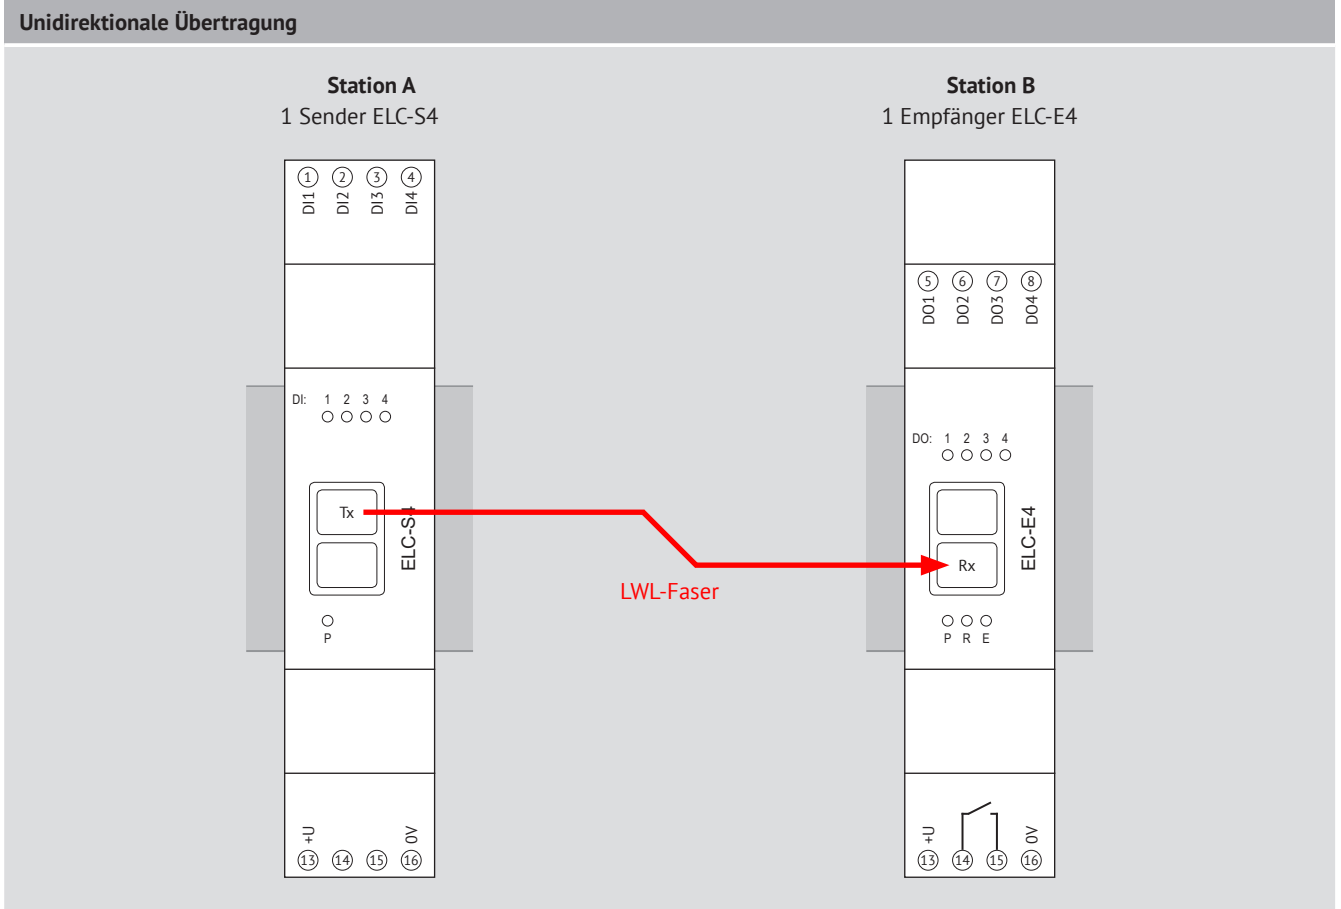 Unidirektionale Übertragung
Station A
1 Sender ELC-S4
1 2 3 4
DI1 DI2 DI3 DI4
DI: 1 2 3 4
Tx
ELC-S4
P
+U 0V
13 14 15 16
LWL-Faser
Station B
1 Empfänger ELC-E4
5 6 7 8
DO1 DO2 DO3 DO4
DO: 1 2 3 4
Rx
ELC-E4
P R E
+U 0V
13 14 15 16